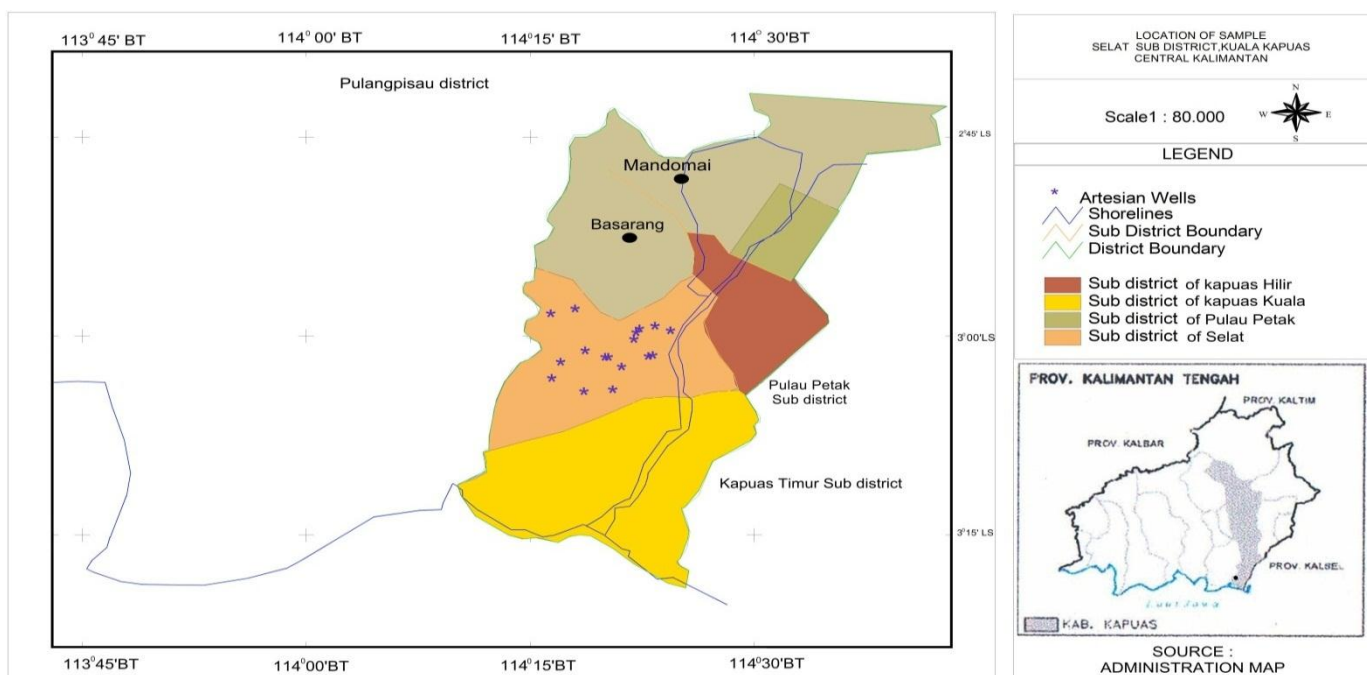 113°45' BT 114°00' BT 114°15'BT 114°30'BT
Pulangpisau district
2°45' LS
Mandomai
Basarang
3°00'LS
Pulau Petak
Sub district
Kapuas Timur Sub district
3°15' LS
113°45'BT 114°00'BT 114°15'BT 114°30'BT
LOCATION OF SAMPLE
SELAT SUB DISTRICT,KUALA KAPUAS
CENTRAL KALIMANTAN
Scale1 : 80.000
N
W E
S
LEGEND
Artesian Wells
Shorelines
Sub District Boundary
District Boundary
Sub district of kapuas Hilir
Sub district of kapuas Kuala
Sub district of Pulau Petak
Sub district of Selat
PROV. KALIMANTAN TENGAH
PROV. KALTIM
PROV. KALBAR
PROV. KALSEL
Laut Jawa
KAB. KAPUAS
SOURCE :
ADMINISTRATION MAP